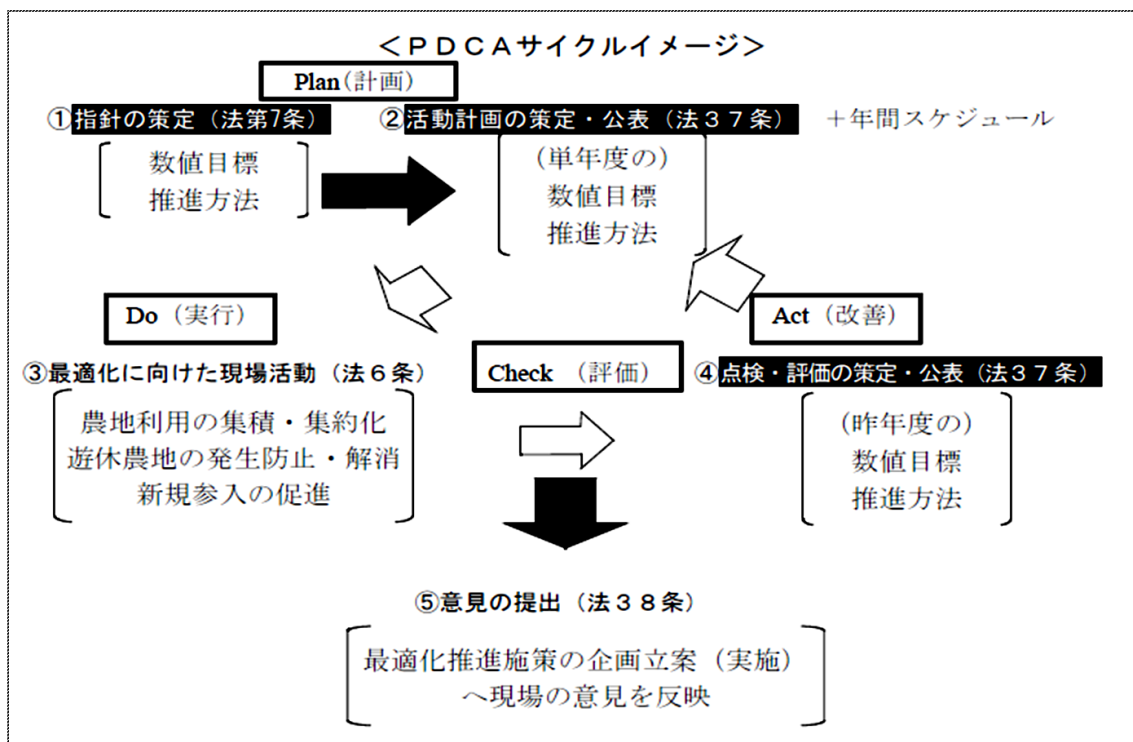 ＜ＰＤＣＡサイクルイメージ＞
Plan(計画)
①指針の策定（法第7条）
②活動計画の策定・公表（法３７条）
＋年間スケジュール
数値目標
推進方法
(単年度の)
数値目標
推進方法
Do（実行）
Act（改善）
Check （評価）
③最適化に向けた現場活動（法６条）
④点検・評価の策定・公表（法３７条）
農地利用の集積・集約化
遊休農地の発生防止・解消
新規参入の促進
(昨年度の)
数値目標
推進方法
⑤意見の提出（法３８条）
最適化推進施策の企画立案（実施）
へ現場の意見を反映